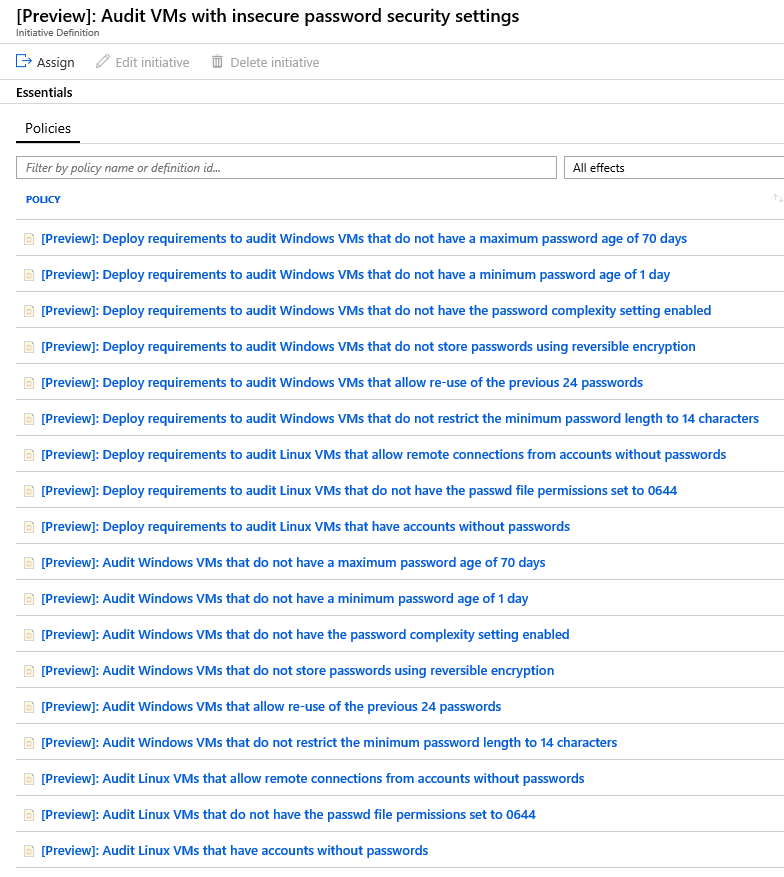 [Preview]: Audit VMs with insecure password security settings
Initiative Definition
Assign Edit initiative Delete initiative
Essentials
Policies
Filter by policy name or definition id... All effects
POLICY
[Preview]: Deploy requirements to audit Windows VMs that do not have a maximum password age of 70 days
[Preview]: Deploy requirements to audit Windows VMs that do not have a minimum password age of 1 day
[Preview]: Deploy requirements to audit Windows VMs that do not have the password complexity setting enabled
[Preview]: Deploy requirements to audit Windows VMs that do not store passwords using reversible encryption
[Preview]: Deploy requirements to audit Windows VMs that allow re-use of the previous 24 passwords
[Preview]: Deploy requirements to audit Windows VMs that do not restrict the minimum password length to 14 characters
[Preview]: Deploy requirements to audit Linux VMs that allow remote connections from accounts without passwords
[Preview]: Deploy requirements to audit Linux VMs that do not have the passwd file permissions set to 0644
[Preview]: Deploy requirements to audit Linux VMs that have accounts without passwords
[Preview]: Audit Windows VMs that do not have a maximum password age of 70 days
[Preview]: Audit Windows VMs that do not have a minimum password age of 1 day
[Preview]: Audit Windows VMs that do not have the password complexity setting enabled
[Preview]: Audit Windows VMs that do not store passwords using reversible encryption
[Preview]: Audit Windows VMs that allow re-use of the previous 24 passwords
[Preview]: Audit Windows VMs that do not restrict the minimum password length to 14 characters
[Preview]: Audit Linux VMs that allow remote connections from accounts without passwords
[Preview]: Audit Linux VMs that do not have the passwd file permissions set to 0644
[Preview]: Audit Linux VMs that have accounts without passwords